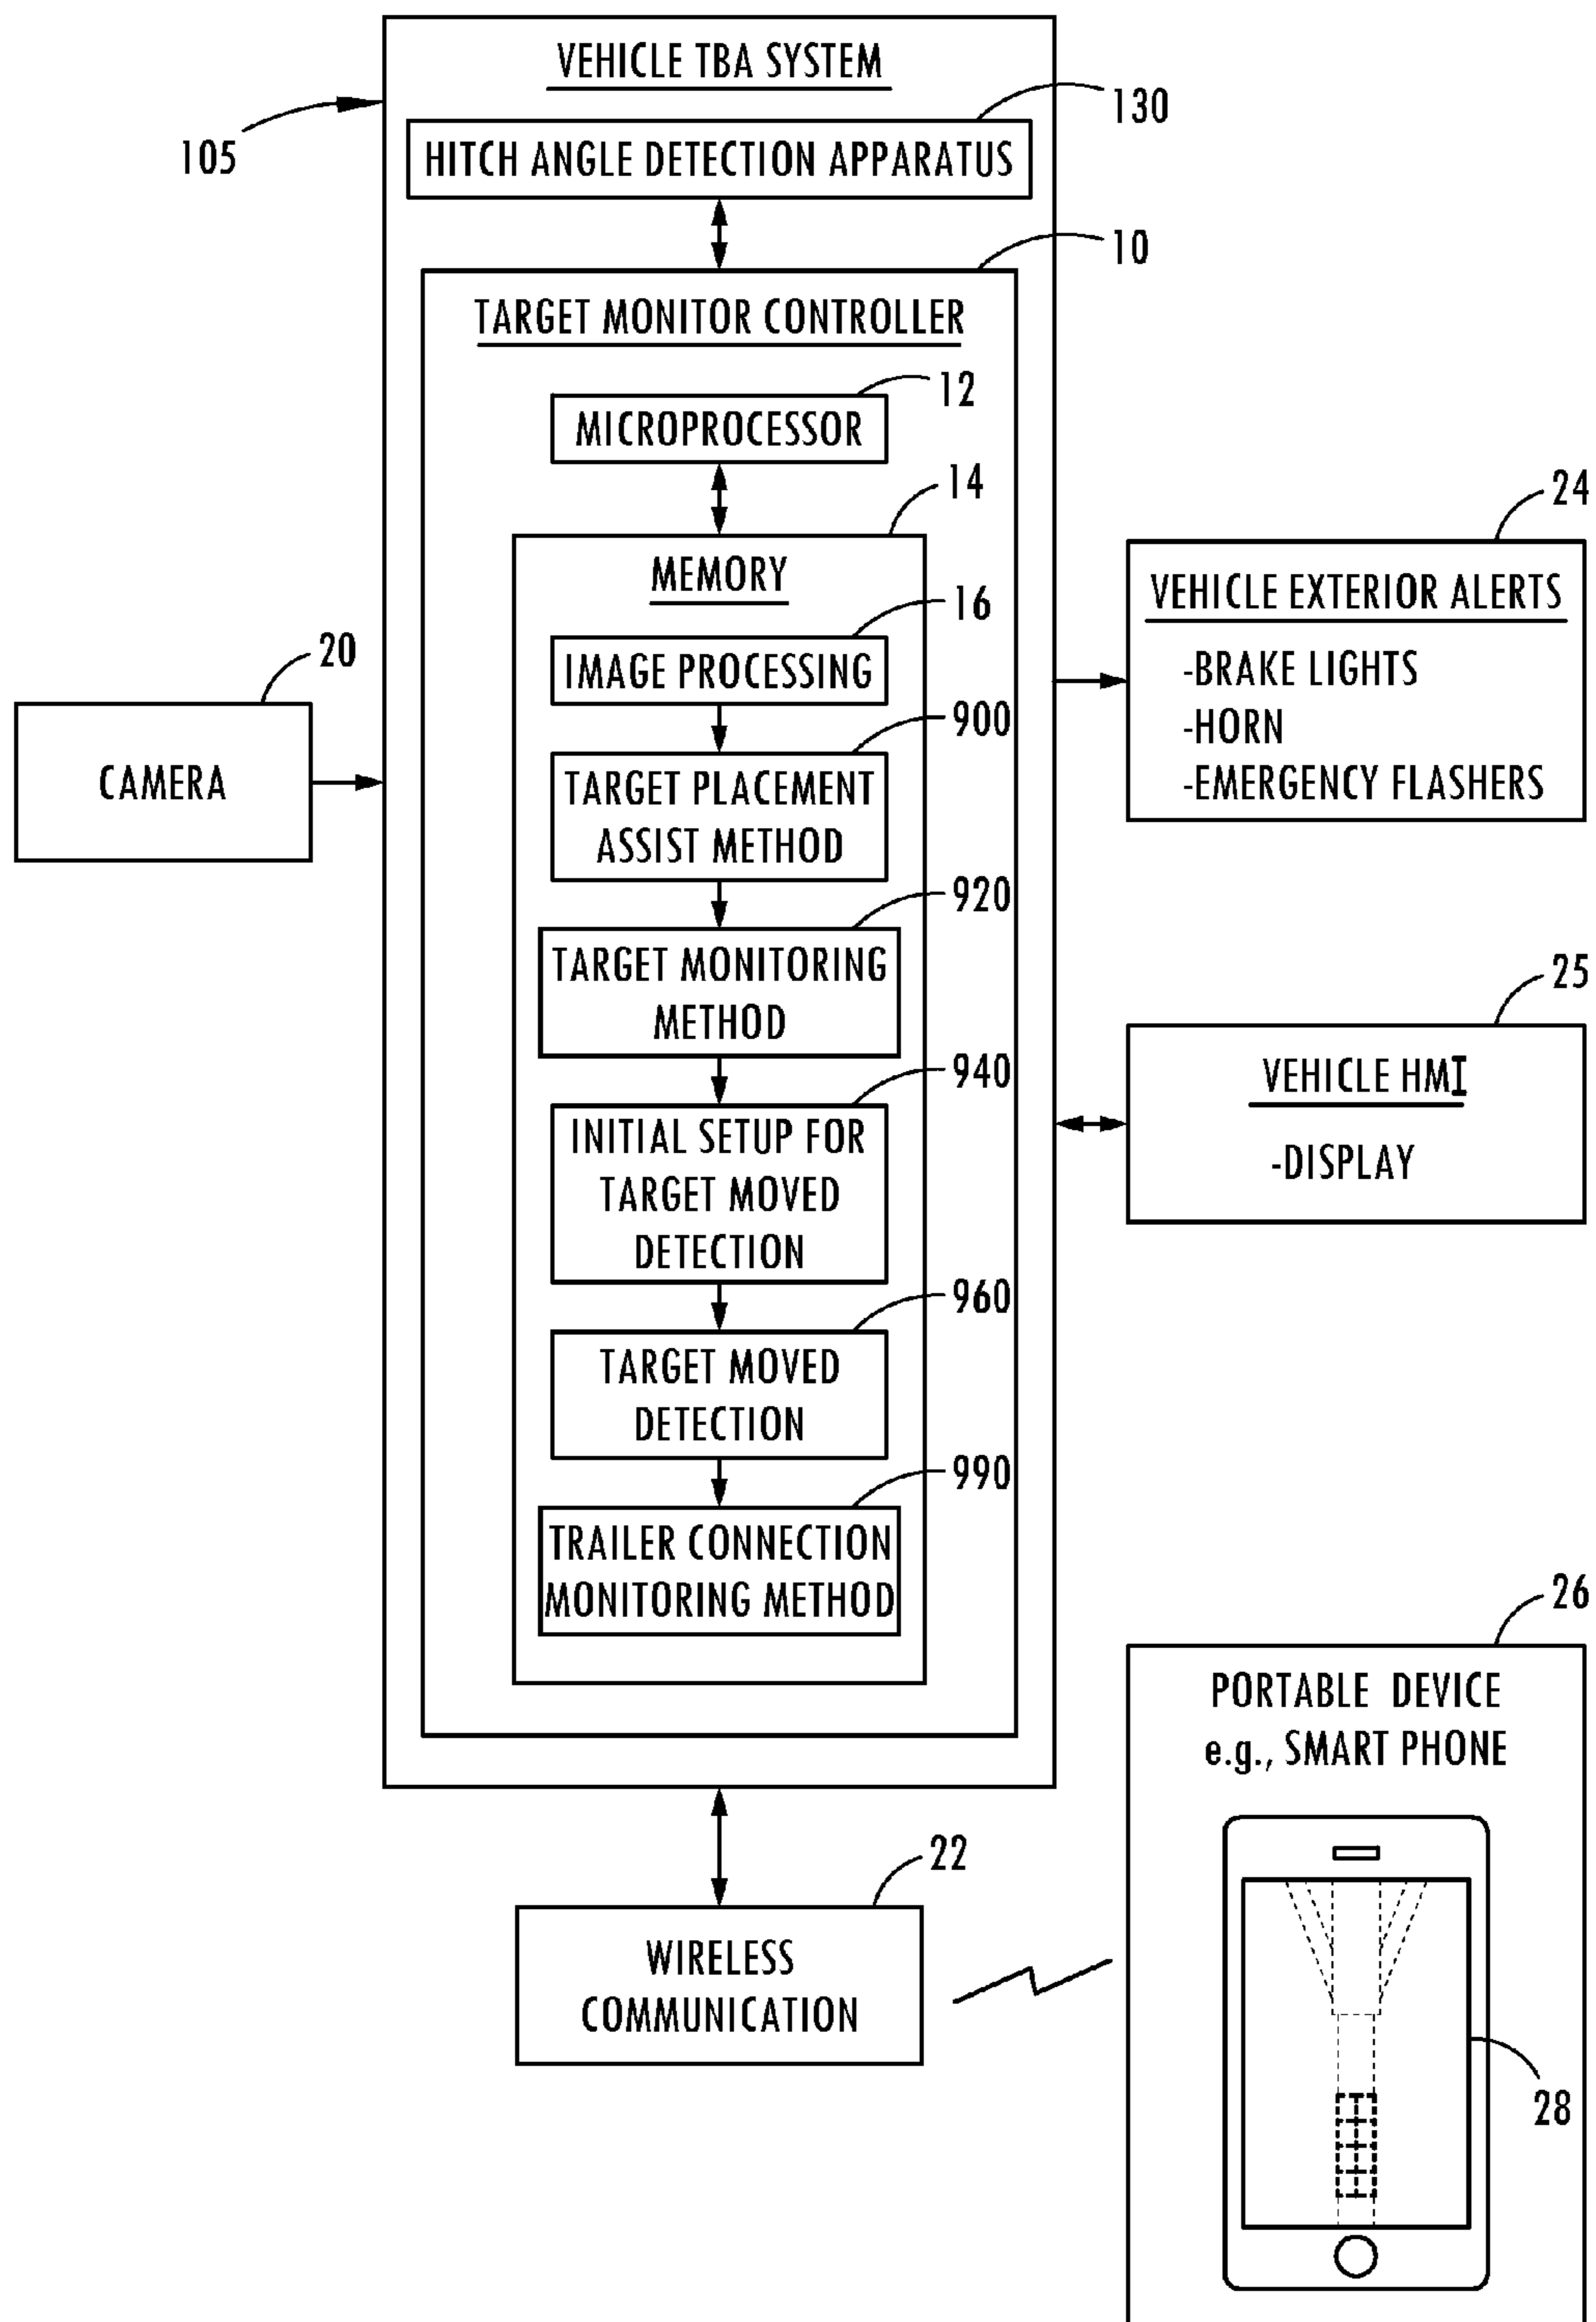 VEHICLE TBA SYSTEM
105
130
HITCH ANGLE DETECTION APPARATUS
10
TARGET MONITOR CONTROLLER
12
MICROPROCESSOR
14
MEMORY
16
IMAGE PROCESSING
900
TARGET PLACEMENT
ASSIST METHOD
920
TARGET MONITORING
METHOD
940
INITIAL SETUP FOR
TARGET MOVED
DETECTION
960
TARGET MOVED
DETECTION
990
TRAILER CONNECTION
MONITORING METHOD
20
CAMERA
24
VEHICLE EXTERIOR ALERTS
-BRAKE LIGHTS
-HORN
-EMERGENCY FLASHERS
25
VEHICLE HMI
-DISPLAY
22
WIRELESS
COMMUNICATION
26
PORTABLE DEVICE
e.g., SMART PHONE
28